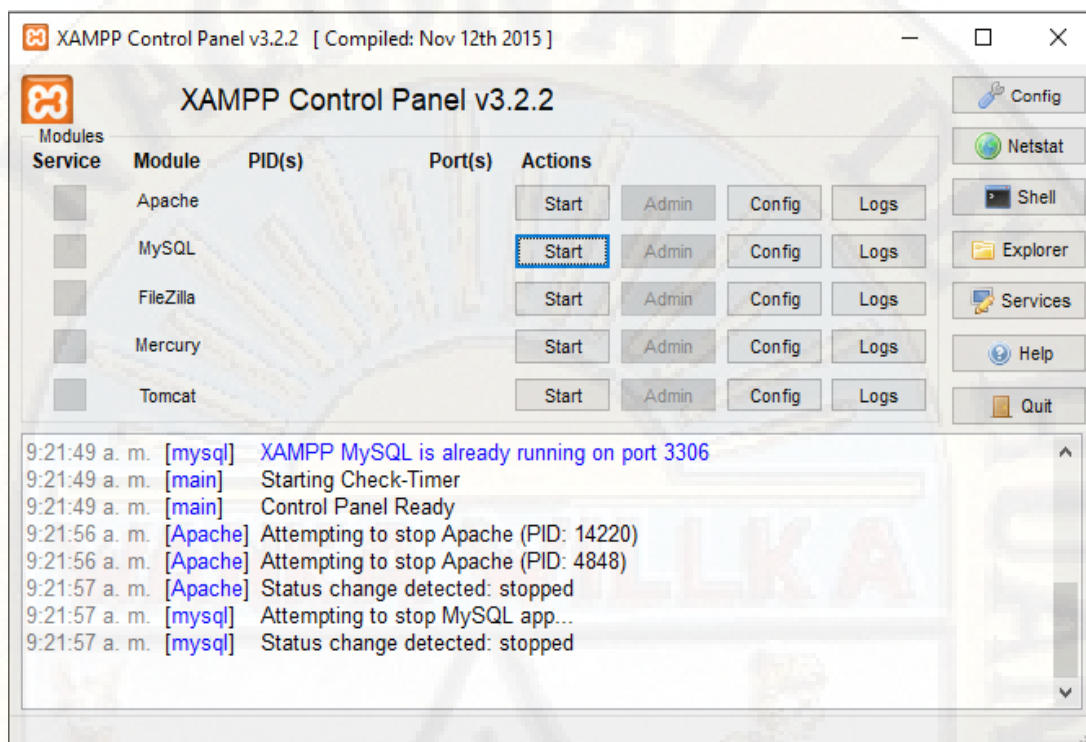 XAMPP Control Panel v3.2.2 [ Compiled: Nov 12th 2015 ]
XAMPP Control Panel v3.2.2
Config
Modules
Service Module PID(s) Port(s) Actions
Netstat
Apache Start Admin Config Logs
Shell
MySQL Start Admin Config Logs
Explorer
FileZilla Start Admin Config Logs
Services
Mercury Start Admin Config Logs
Help
Tomcat Start Admin Config Logs
Quit
9:21:49 a. m. [mysql] XAMPP MySQL is already running on port 3306
9:21:49 a. m. [main] Starting Check-Timer
9:21:49 a. m. [main] Control Panel Ready
9:21:56 a. m. [Apache] Attempting to stop Apache (PID: 14220)
9:21:56 a. m. [Apache] Attempting to stop Apache (PID: 4848)
9:21:57 a. m. [Apache] Status change detected: stopped
9:21:57 a. m. [mysql] Attempting to stop MySQL app...
9:21:57 a. m. [mysql] Status change detected: stopped